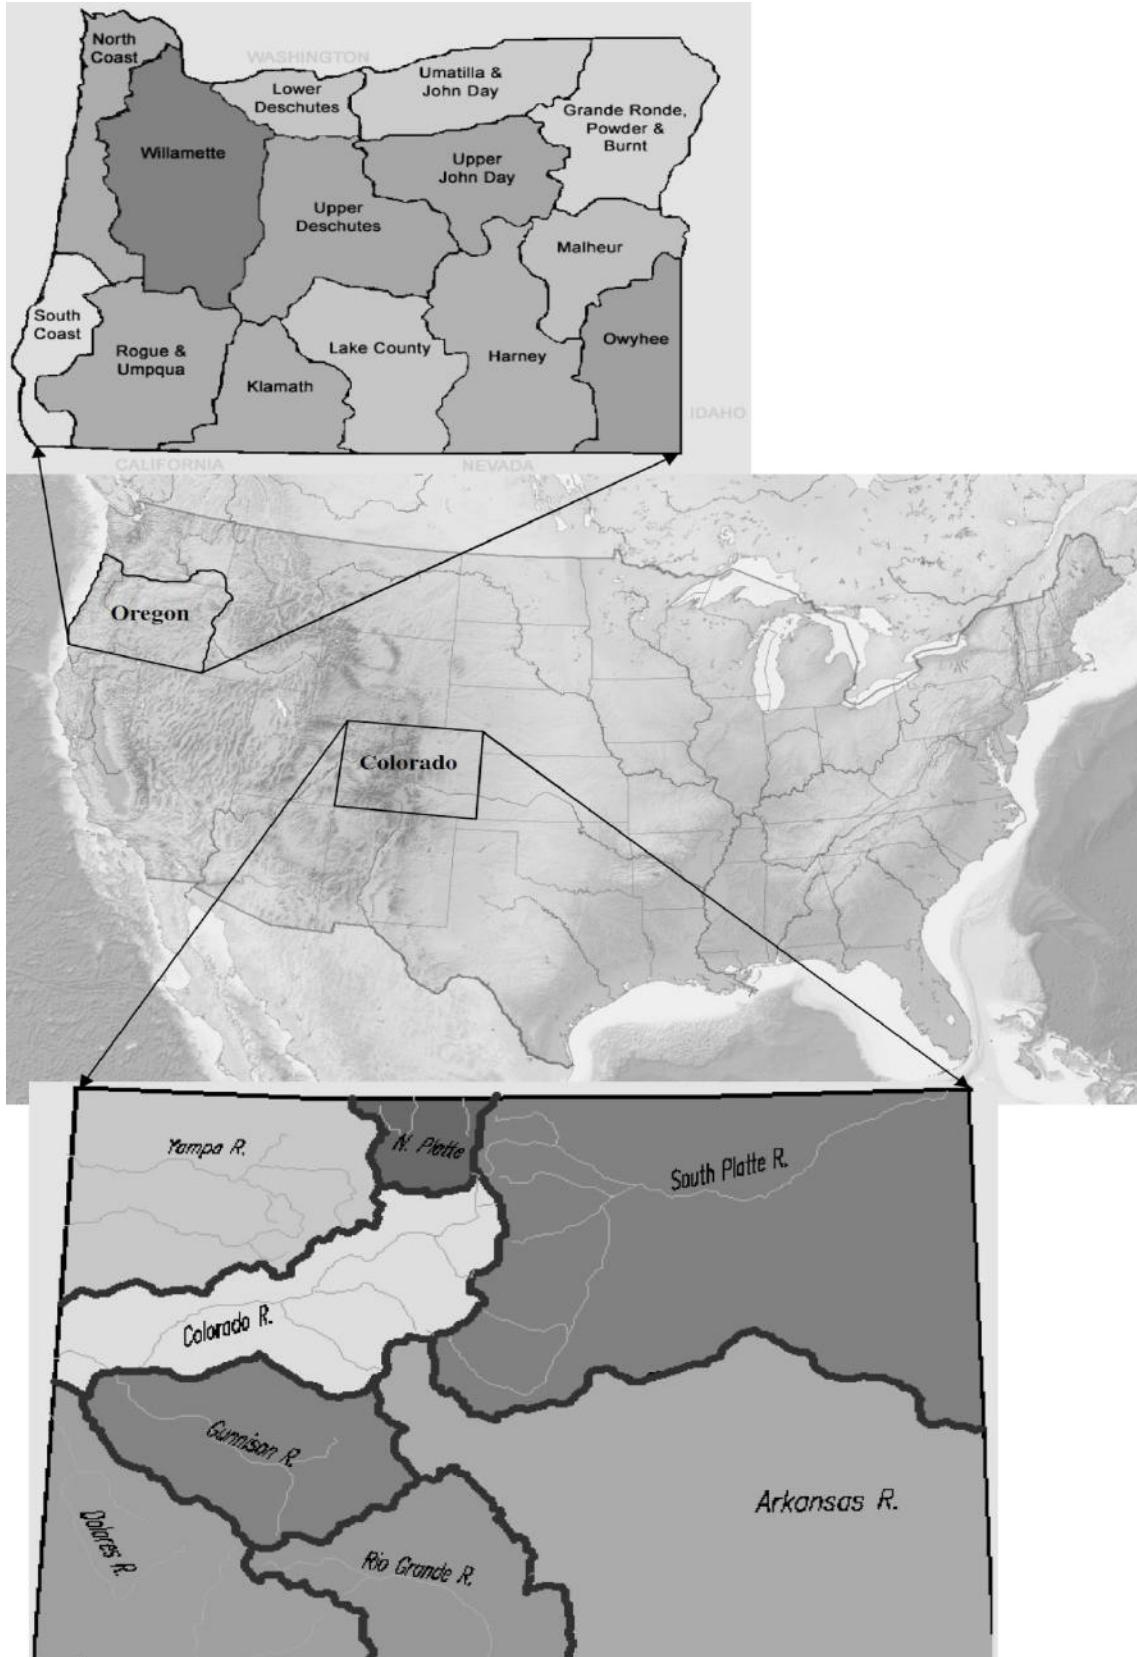 WASHINGTON
North
Coast
Lower
Deschutes
Umatilla &
John Day
Grande Ronde,
Powder &
Burnt
Willamette
Upper
John Day
Upper
Deschutes
Malheur
South
Coast
Rogue &
Umpqua
Klamath
Lake County
Harney
Owyhee
IDAHO
CALIFORNIA
NEVADA
Oregon
Colorado
Yampa R.
N. Platte
South Platte R.
Colorado R.
Gunnison R.
Arkansas R.
Dolores R.
Rio Grande R.